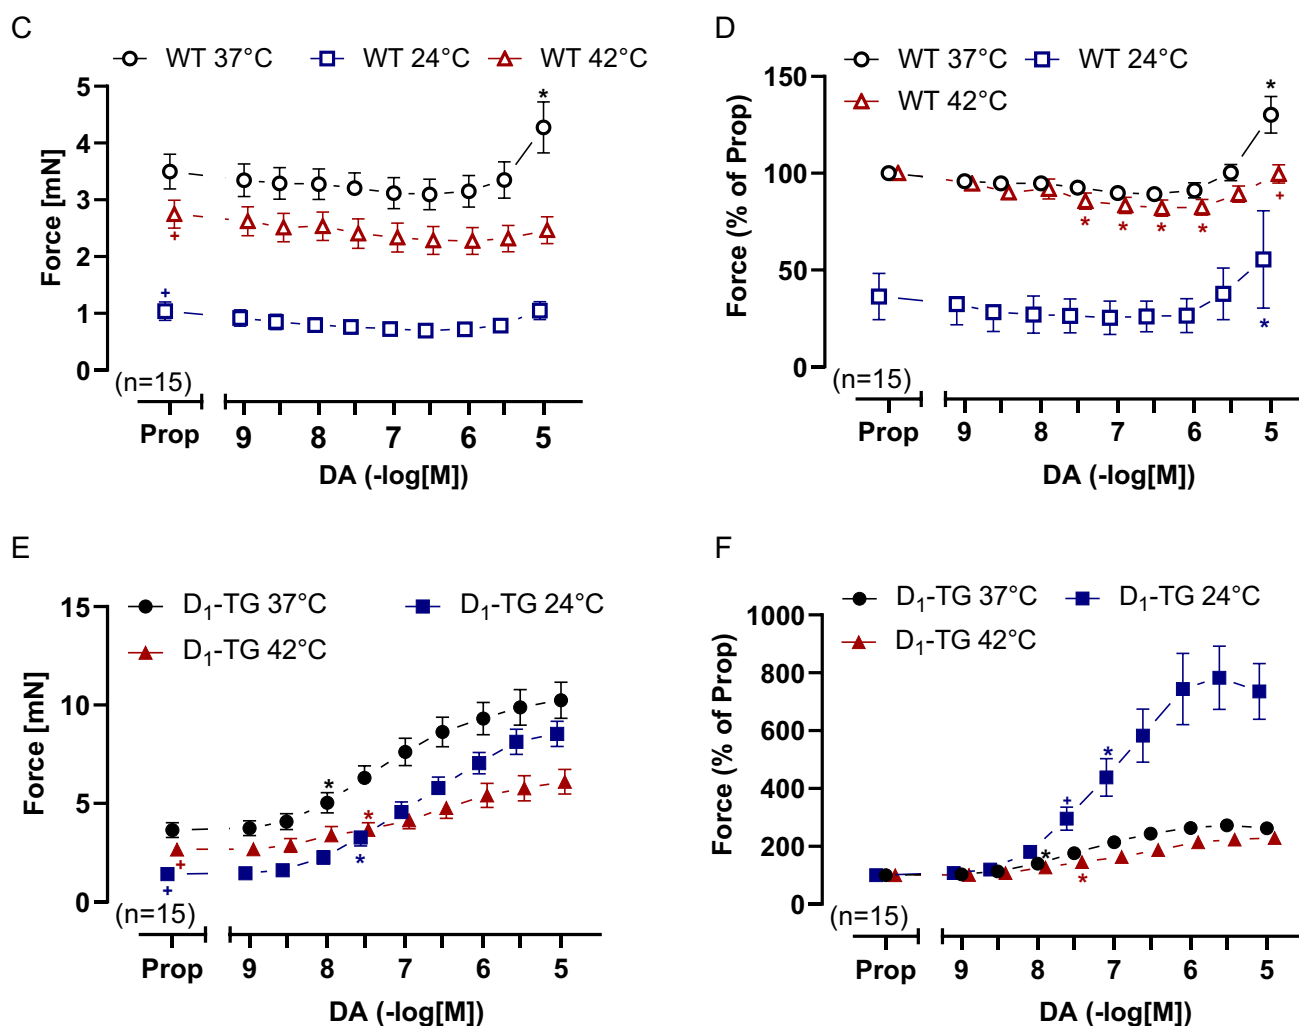 C
WT 37°C WT 24°C WT 42°C
Force [mN]
5
4
3
2
1
0
*
+
+
(n=15)
Prop 9 8 7 6 5
DA (-log[M])
D
WT 37°C WT 24°C
WT 42°C
Force (% of Prop)
150
100
50
0
*
+
* * * *
*
(n=15)
Prop 9 8 7 6 5
DA (-log[M])
E
D₁-TG 37°C D₁-TG 24°C
D₁-TG 42°C
Force [mN]
15
10
5
0
*
*
*
+
+
(n=15)
Prop 9 8 7 6 5
DA (-log[M])
F
D₁-TG 37°C D₁-TG 24°C
D₁-TG 42°C
Force (% of Prop)
1000
800
600
400
200
0
*
+
*
*
(n=15)
Prop 9 8 7 6 5
DA (-log[M])